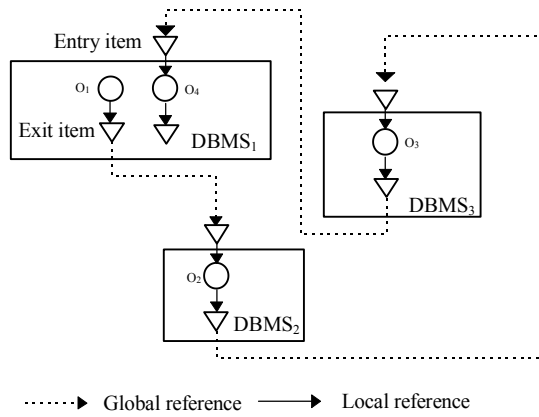 Entry item
O₁
O₄
Exit item
DBMS₁
O₃
DBMS₃
O₂
DBMS₂
Global reference
Local reference